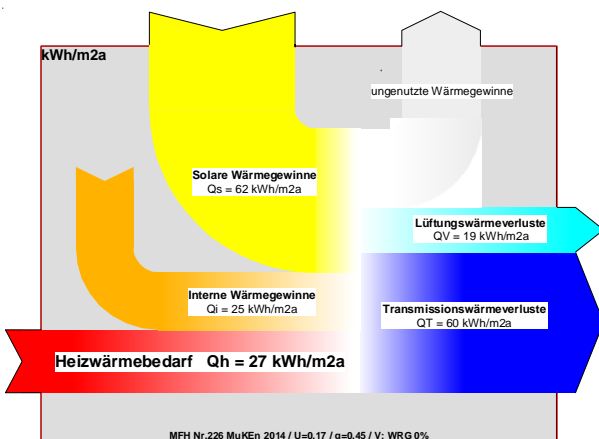 kWh/m2a
ungenutzte Wärmegewinne
Solare Wärmegewinne
Qs = 62 kWh/m2a
Lüftungswärmeverluste
QV = 19 kWh/m2a
Interne Wärmegewinne
Qi = 25 kWh/m2a
Transmissionswärmeverluste
QT = 60 kWh/m2a
Heizwärmebedarf Qh = 27 kWh/m2a
MFH Nr.226 MuKEn 2014 / U=0.17 / g=0.45 / V: WRG 0%